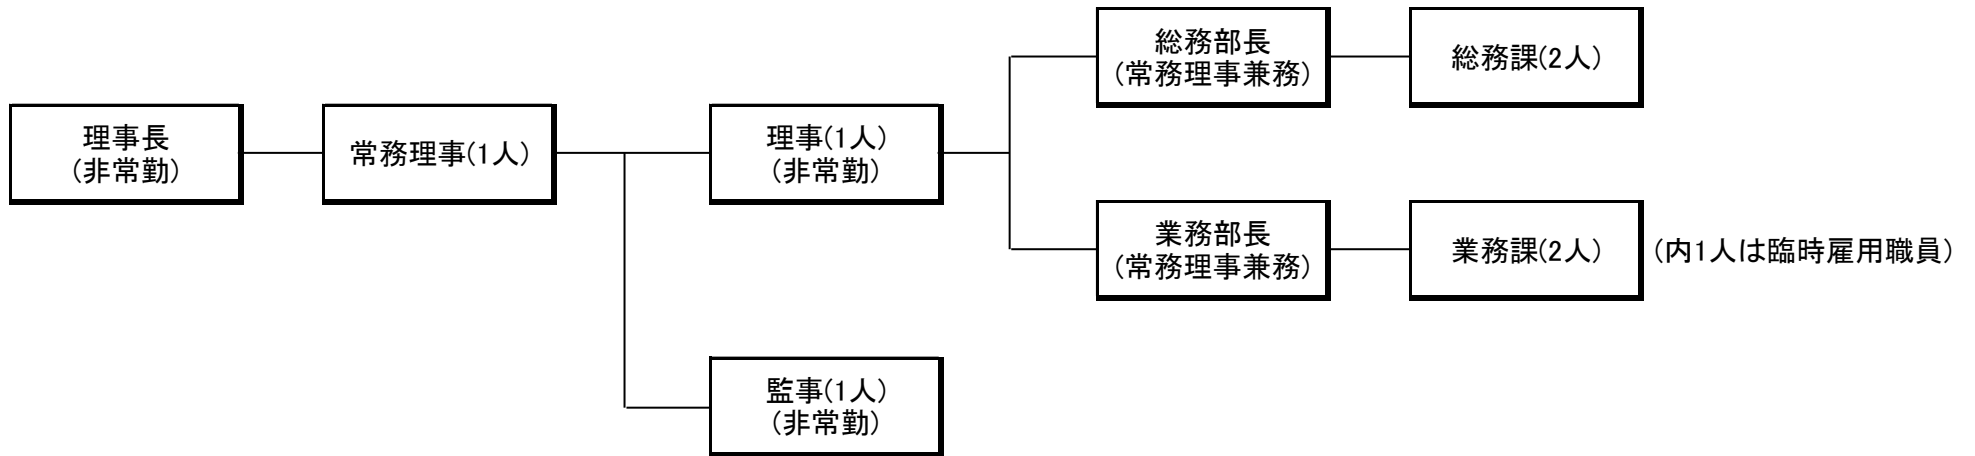 理事長
(非常勤)
常務理事(1人)
理事(1人)
(非常勤)
監事(1人)
(非常勤)
総務部長
(常務理事兼務)
総務課(2人)
業務部長
(常務理事兼務)
業務課(2人)
(内1人は臨時雇用職員)